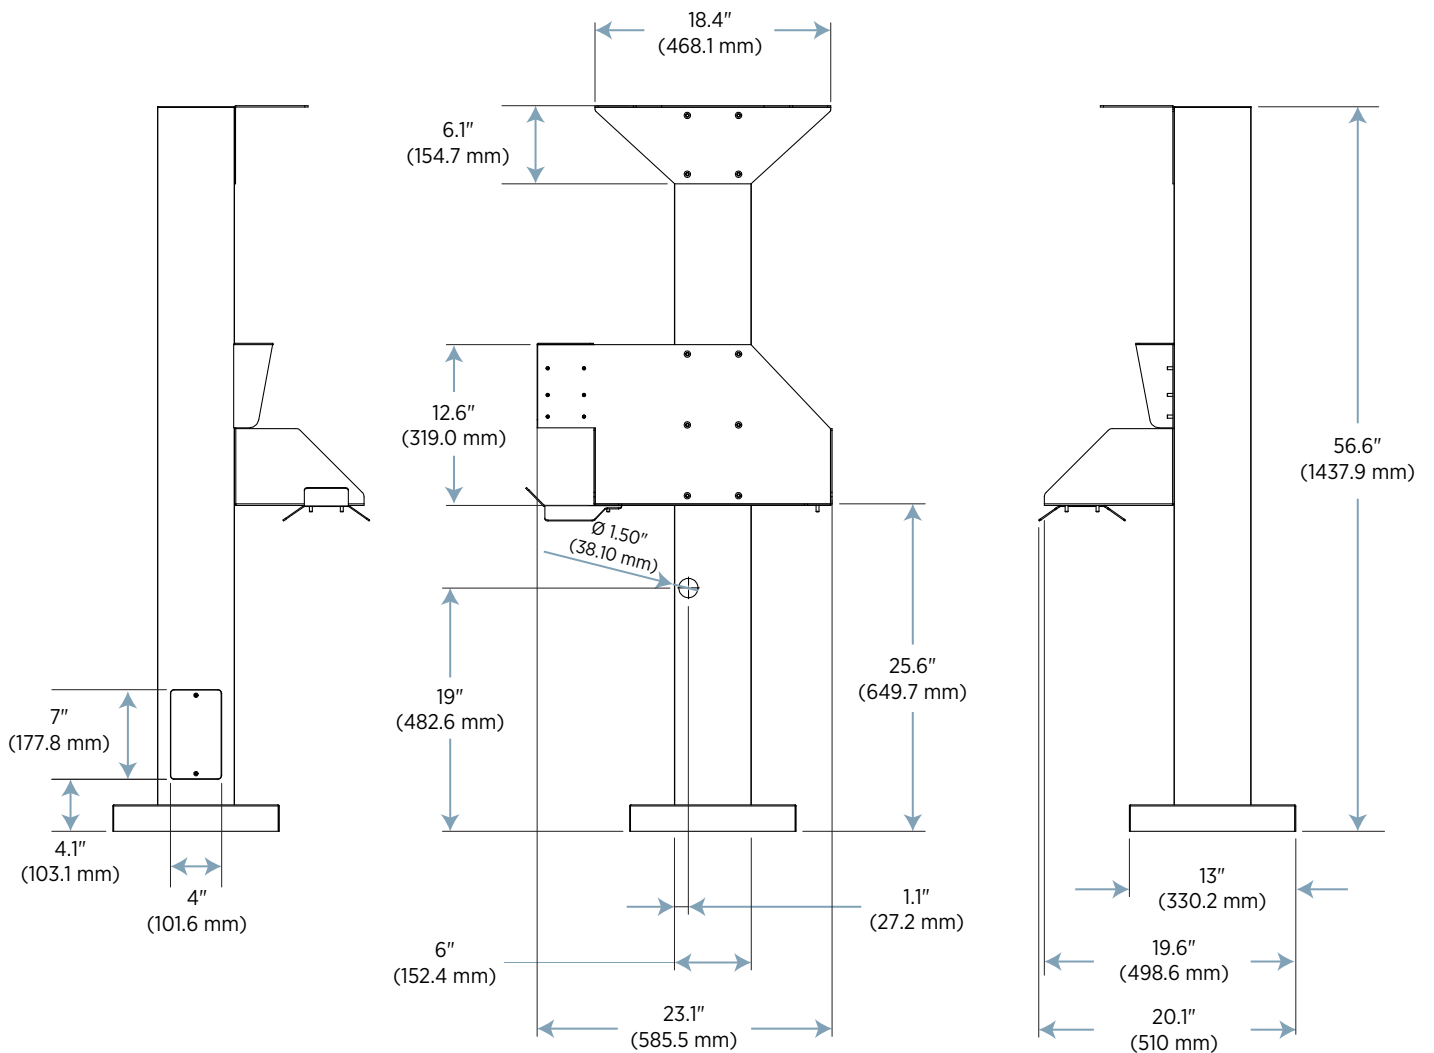 18.4"
(468.1 mm)
6.1"
(154.7 mm)
12.6"
(319.0 mm)
56.6"
(1437.9 mm)
Ø 1.50"
(38.10 mm)
25.6"
(649.7 mm)
19"
(482.6 mm)
7"
(177.8 mm)
4.1"
(103.1 mm)
4"
(101.6 mm)
1.1"
(27.2 mm)
13"
(330.2 mm)
6"
(152.4 mm)
19.6"
(498.6 mm)
23.1"
(585.5 mm)
20.1"
(510 mm)